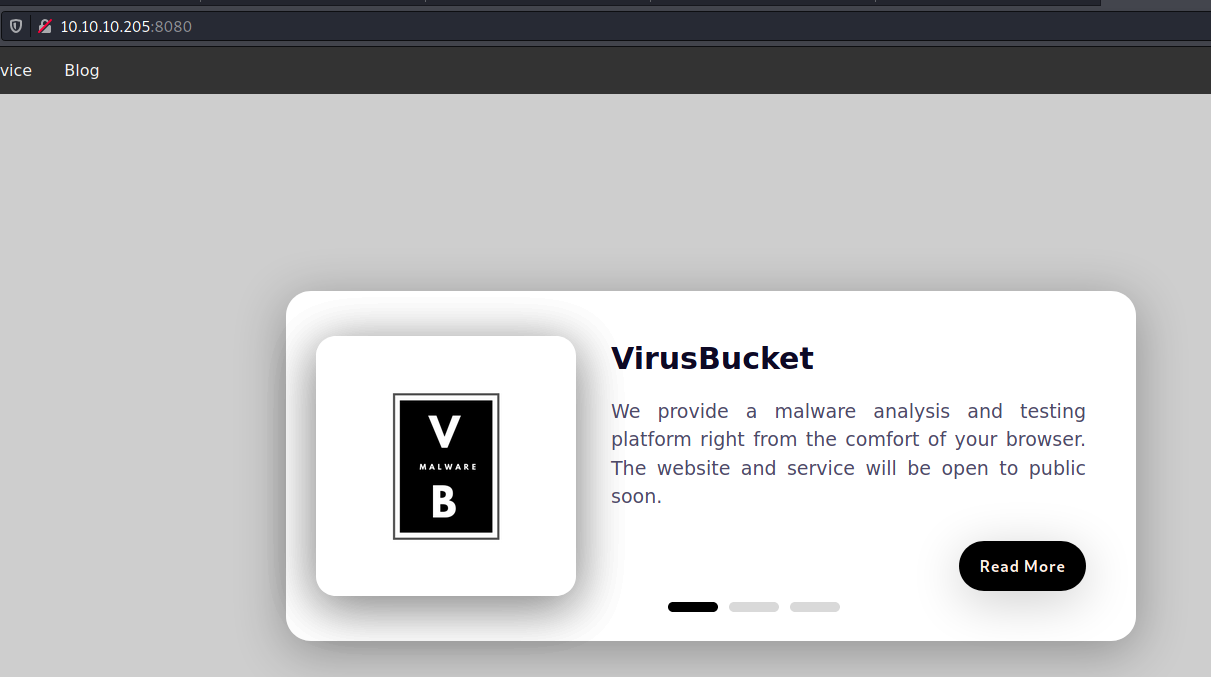 10.10.10.205:8080
vice Blog
V
MALWARE
B
VirusBucket
We provide a malware analysis and testing
platform right from the comfort of your browser.
The website and service will be open to public
soon.
Read More